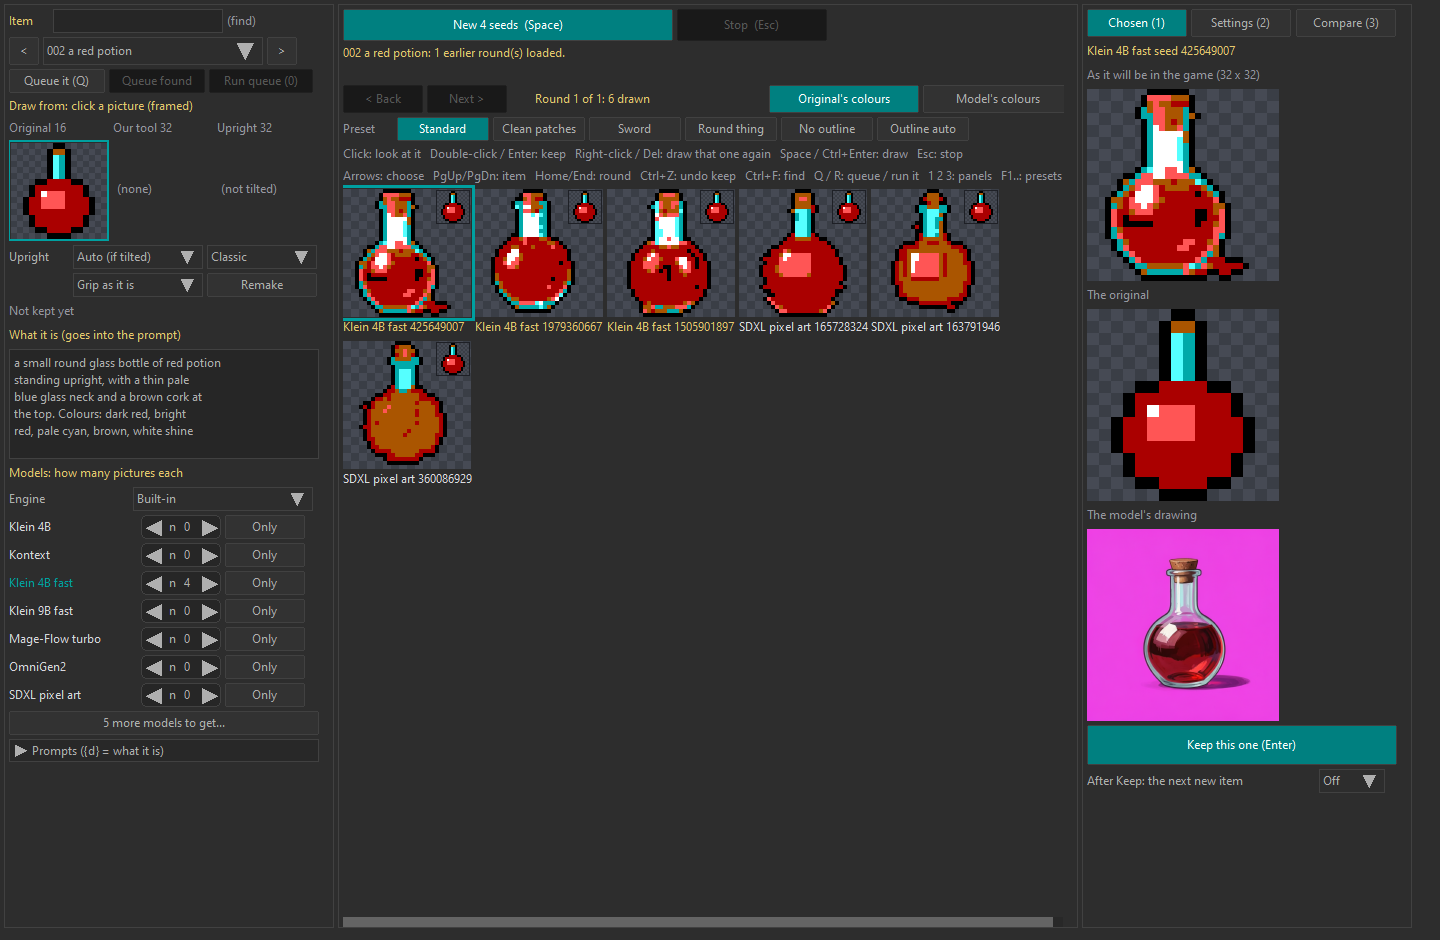 Item (find)
< 002 a red potion >
Queue it (Q) Queue found Run queue (0)
Draw from: click a picture (framed)
Original 16 Our tool 32 Upright 32
(none) (not tilted)
Upright Auto (if tilted) Classic
Grip as it is Remake
Not kept yet
What it is (goes into the prompt)
a small round glass bottle of red potion
standing upright, with a thin pale
blue glass neck and a brown cork at
the top. Colours: dark red, bright
red, pale cyan, brown, white shine
Models: how many pictures each
Engine Built-in
Klein 4B n 0 Only
Kontext n 0 Only
Klein 4B fast n 4 Only
Klein 9B fast n 0 Only
Mage-Flow turbo n 0 Only
OmniGen2 n 0 Only
SDXL pixel art n 0 Only
5 more models to get...
Prompts ({d} = what it is)
New 4 seeds (Space) Stop (Esc)
002 a red potion: 1 earlier round(s) loaded.
< Back Next > Round 1 of 1: 6 drawn Original's colours Model's colours
Preset Standard Clean patches Sword Round thing No outline Outline auto
Click: look at it Double-click / Enter: keep Right-click / Del: draw that one again Space / Ctrl+Enter: draw Esc: stop
Arrows: choose PgUp/PgDn: item Home/End: round Ctrl+Z: undo keep Ctrl+F: find Q / R: queue / run it 1 2 3: panels F1..: presets
Klein 4B fast 425649007 Klein 4B fast 1979360667 Klein 4B fast 1505901897 SDXL pixel art 165728324 SDXL pixel art 163791946
SDXL pixel art 360086929
Chosen (1) Settings (2) Compare (3)
Klein 4B fast seed 425649007
As it will be in the game (32 x 32)
The original
The model's drawing
Keep this one (Enter)
After Keep: the next new item Off